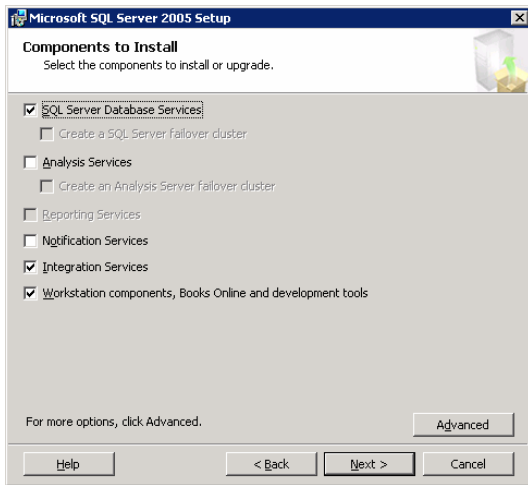 Microsoft SQL Server 2005 Setup
Components to Install
Select the components to install or upgrade.
SQL Server Database Services
Create a SQL Server failover cluster
Analysis Services
Create an Analysis Server failover cluster
Reporting Services
Notification Services
Integration Services
Workstation components, Books Online and development tools
For more options, click Advanced.
Advanced
Help
< Back
Next >
Cancel